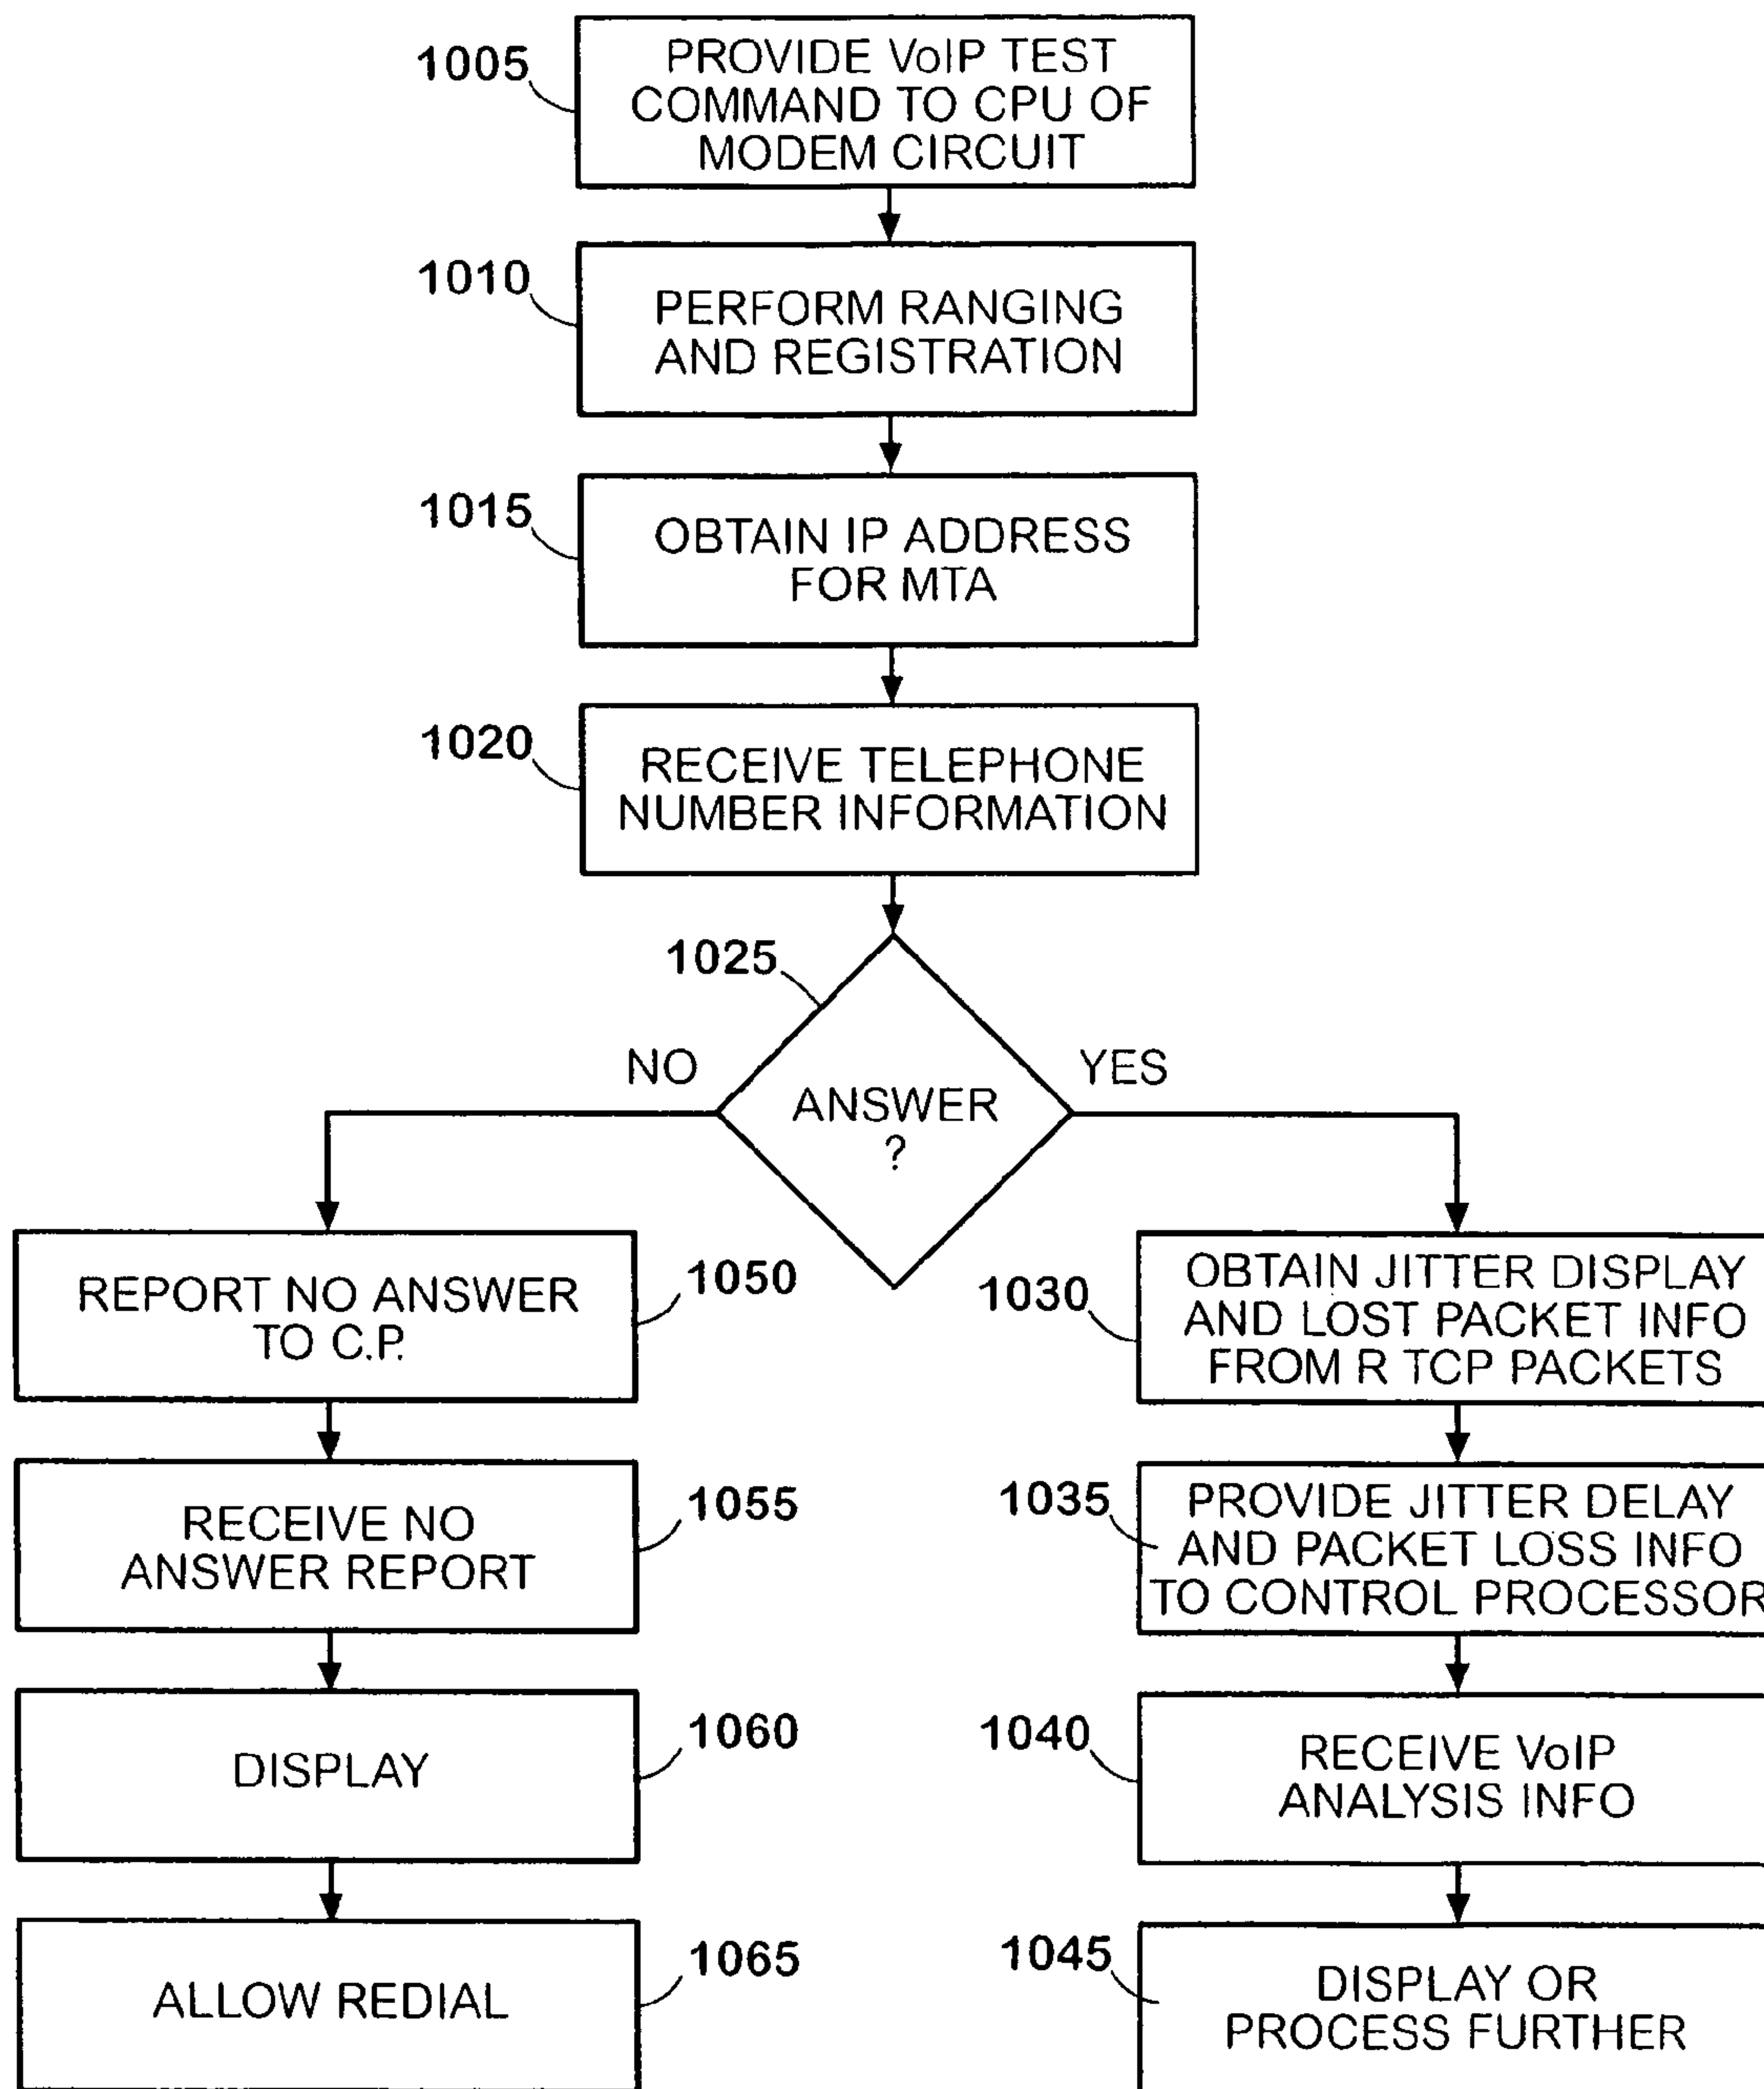 1005
PROVIDE VoIP TEST
COMMAND TO CPU OF
MODEM CIRCUIT
1010
PERFORM RANGING
AND REGISTRATION
1015
OBTAIN IP ADDRESS
FOR MTA
1020
RECEIVE TELEPHONE
NUMBER INFORMATION
1025
NO
YES
ANSWER
?
REPORT NO ANSWER
TO C.P.
1050
RECEIVE NO
ANSWER REPORT
1055
DISPLAY
1060
ALLOW REDIAL
1065
1030
OBTAIN JITTER DISPLAY
AND LOST PACKET INFO
FROM R TCP PACKETS
1035
PROVIDE JITTER DELAY
AND PACKET LOSS INFO
TO CONTROL PROCESSOR
1040
RECEIVE VoIP
ANALYSIS INFO
1045
DISPLAY OR
PROCESS FURTHER